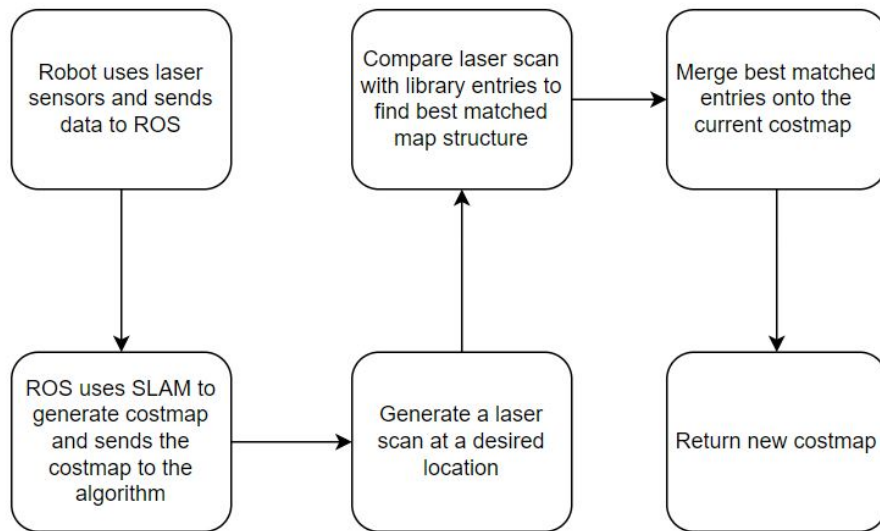 Robot uses laser
sensors and sends
data to ROS
ROS uses SLAM to
generate costmap
and sends the
costmap to the
algorithm
Generate a laser
scan at a desired
location
Compare laser scan
with library entries to
find best matched
map structure
Merge best matched
entries onto the
current costmap
Return new costmap